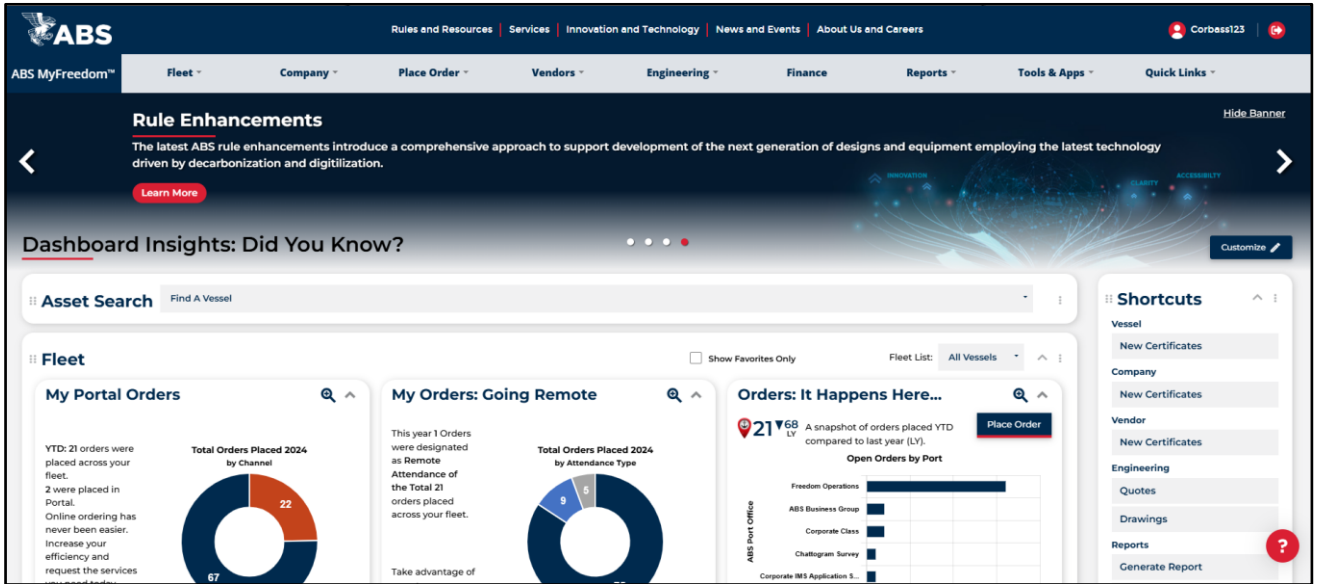 ABS
Rules and Resources Services Innovation and Technology News and Events About Us and Careers
Corbass123
ABS MyFreedom™ Fleet Company Place Order Vendors Engineering Finance Reports Tools & Apps Quick Links
Rule Enhancements
Hide Banner
The latest ABS rule enhancements introduce a comprehensive approach to support development of the next generation of designs and equipment employing the latest technology
driven by decarbonization and digitilization.
Learn More
INNOVATION
CLARITY
ACCESSIBILTY
Dashboard Insights: Did You Know?
Customize
Asset Search Find A Vessel
Fleet
Show Favorites Only
Fleet List: All Vessels
My Portal Orders
YTD: 21 orders were
placed across your
fleet.
2 were placed in
Portal.
Online ordering has
never been easier.
Increase your
efficiency and
request the services
you need today
Total Orders Placed 2024
by Channel
22
67
My Orders: Going Remote
This year 1 Orders
were designated
as Remote
Attendance of
the Total 21
orders placed
across your fleet.
Take advantage of
Total Orders Placed 2024
by Attendance Type
9
5
Orders: It Happens Here...
21 68
LY
A snapshot of orders placed YTD
compared to last year (LY).
Place Order
Open Orders by Port
ABS Port Office
Freedom Operations
ABS Business Group
Corporate Class
Chattogram Survey
Corporate IMS Application S...
Shortcuts
Vessel
New Certificates
Company
New Certificates
Vendor
New Certificates
Engineering
Quotes
Drawings
Reports
Generate Report
?